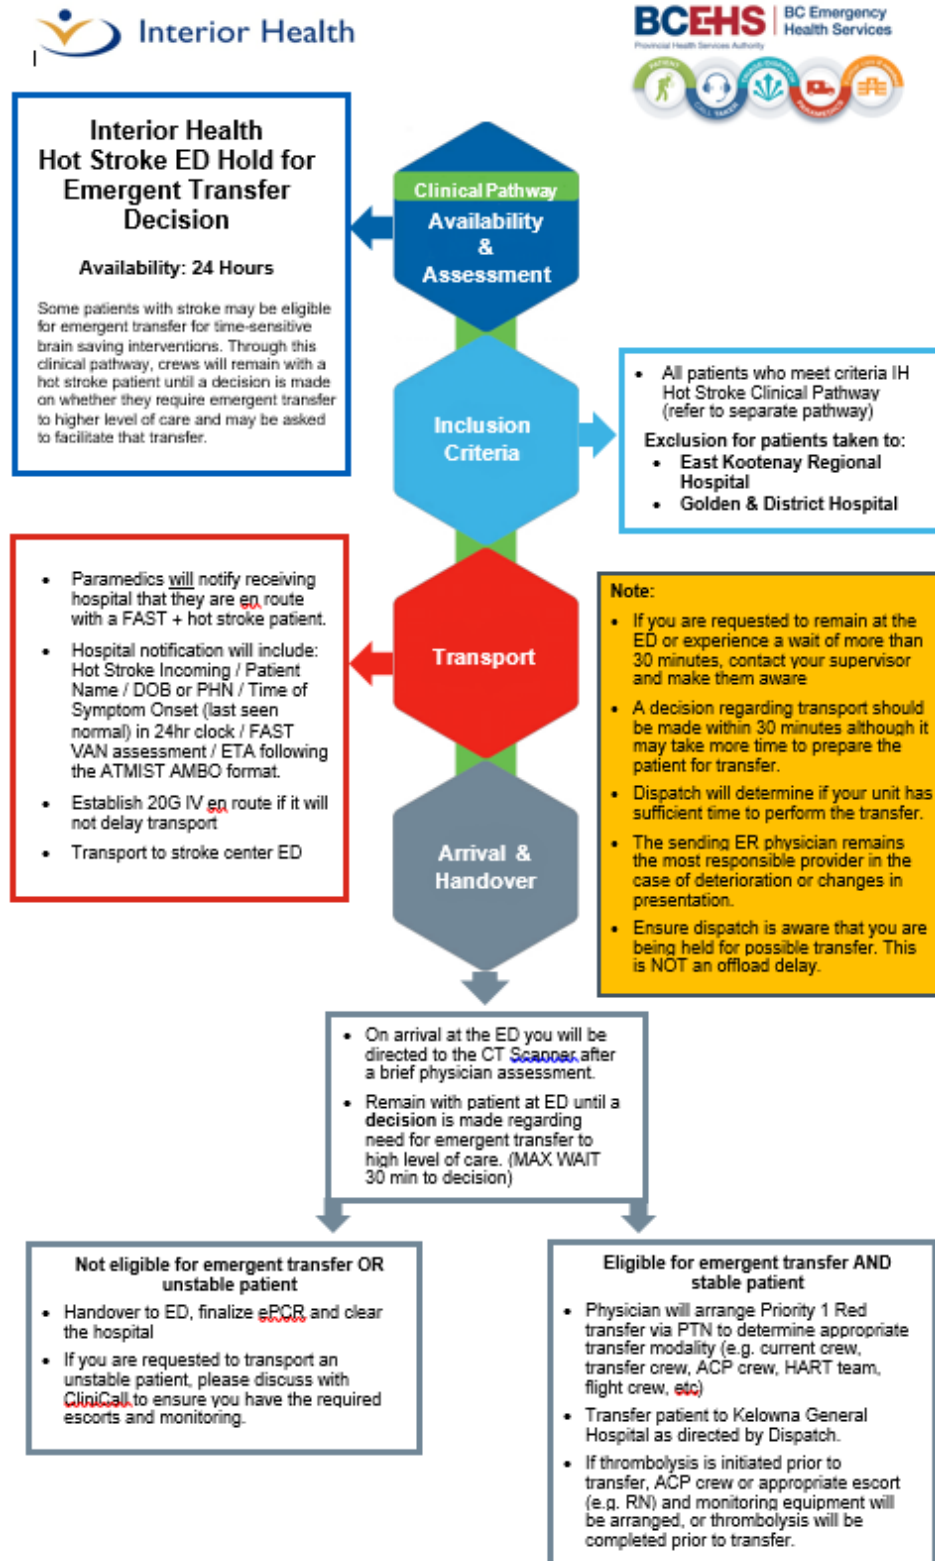 Interior Health
BCEHS
BC Emergency
Health Services
Provincial Health Services Authority
PATIENT
CALL TAKER
TRIAGE/DISPATCH
PARAMEDICS
Interior Health
Hot Stroke ED Hold for
Emergent Transfer
Decision
Availability: 24 Hours
Some patients with stroke may be eligible
for emergent transfer for time-sensitive
brain saving interventions. Through this
clinical pathway, crews will remain with a
hot stroke patient until a decision is made
on whether they require emergent transfer
to higher level of care and may be asked
to facilitate that transfer.
Clinical Pathway
Availability
&
Assessment
Inclusion
Criteria
• All patients who meet criteria IH
Hot Stroke Clinical Pathway
(refer to separate pathway)
Exclusion for patients taken to:
• East Kootenay Regional
Hospital
• Golden & District Hospital
Transport
• Paramedics will notify receiving
hospital that they are en route
with a FAST + hot stroke patient.
• Hospital notification will include:
Hot Stroke Incoming / Patient
Name / DOB or PHN / Time of
Symptom Onset (last seen
normal) in 24hr clock / FAST
VAN assessment / ETA following
the ATMIST AMBO format.
• Establish 20G IV en route if it will
not delay transport
• Transport to stroke center ED
Note:
• If you are requested to remain at the
ED or experience a wait of more than
30 minutes, contact your supervisor
and make them aware
• A decision regarding transport should
be made within 30 minutes although it
may take more time to prepare the
patient for transfer.
• Dispatch will determine if your unit has
sufficient time to perform the transfer.
• The sending ER physician remains
the most responsible provider in the
case of deterioration or changes in
presentation.
• Ensure dispatch is aware that you are
being held for possible transfer. This
is NOT an offload delay.
Arrival &
Handover
• On arrival at the ED you will be
directed to the CT Scanner after
a brief physician assessment.
• Remain with patient at ED until a
decision is made regarding
need for emergent transfer to
high level of care. (MAX WAIT
30 min to decision)
Not eligible for emergent transfer OR
unstable patient
• Handover to ED, finalize ePCR and clear
the hospital
• If you are requested to transport an
unstable patient, please discuss with
CliniCall to ensure you have the required
escorts and monitoring.
Eligible for emergent transfer AND
stable patient
• Physician will arrange Priority 1 Red
transfer via PTN to determine appropriate
transfer modality (e.g. current crew,
transfer crew, ACP crew, HART team,
flight crew, etc)
• Transfer patient to Kelowna General
Hospital as directed by Dispatch.
• If thrombolysis is initiated prior to
transfer, ACP crew or appropriate escort
(e.g. RN) and monitoring equipment will
be arranged, or thrombolysis will be
completed prior to transfer.